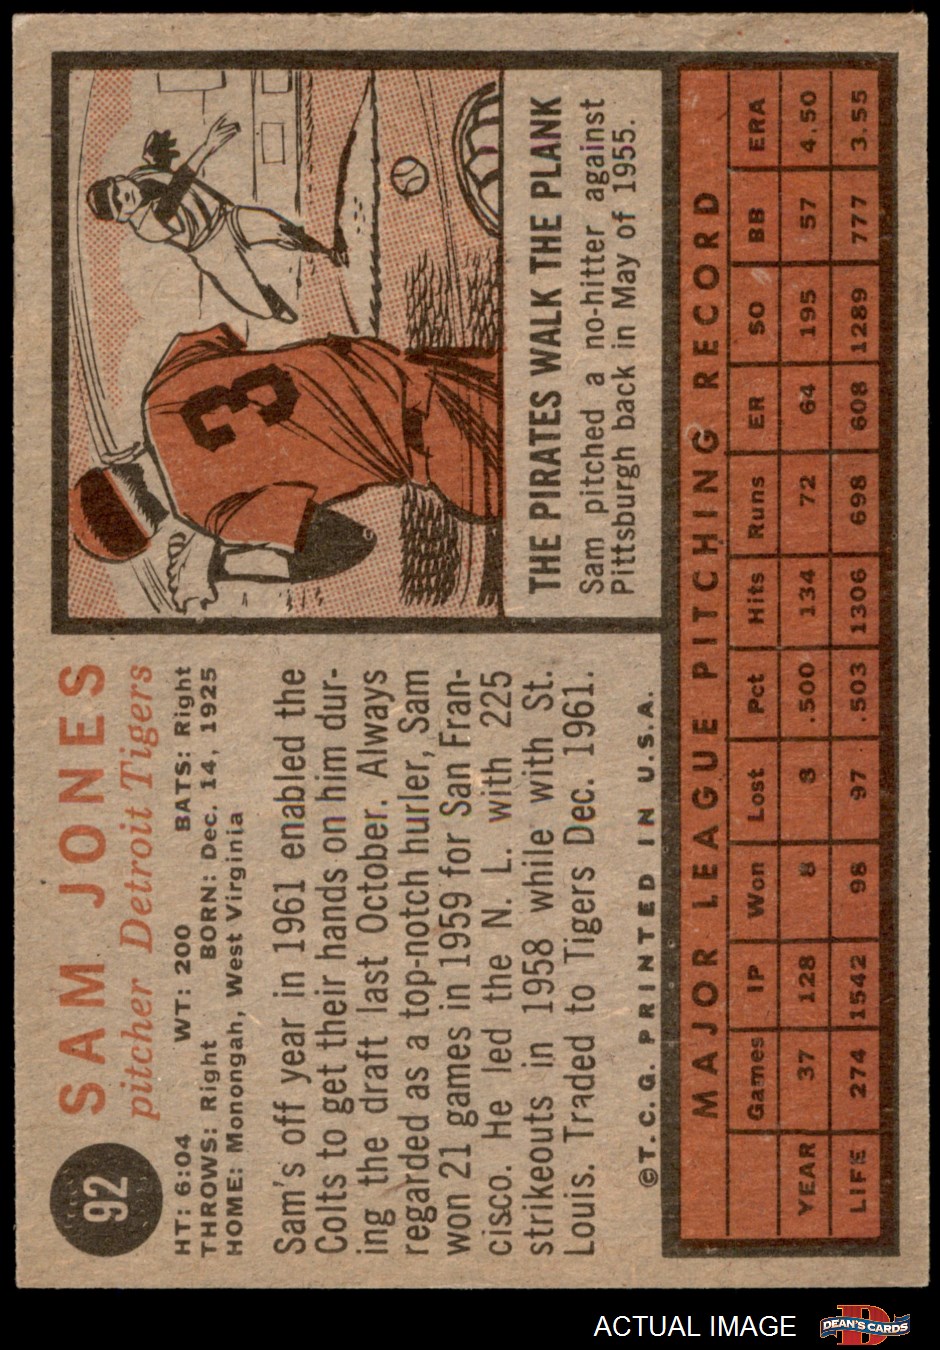 92
SAM JONES
pitcher Detroit Tigers
HT: 6:04 WT: 200 BATS: Right
THROWS: Right BORN: Dec. 14, 1925
HOME: Monongah, West Virginia
Sam's off year in 1961 enabled the
Colts to get their hands on him dur-
ing the draft last October. Always
regarded as a top-notch hurler, Sam
won 21 games in 1959 for San Fran-
cisco. He led the N. L. with 225
strikeouts in 1958 while with St.
Louis. Traded to Tigers Dec. 1961.
©T.C.G. PRINTED IN U.S.A.
3
THE PIRATES WALK THE PLANK
Sam pitched a no-hitter against
Pittsburgh back in May of 1955.
MAJOR LEAGUE PITCHING RECORD
Games IP Won Lost Pct Hits Runs ER SO BB ERA
YEAR 37 128 8 8 .500 134 72 64 195 57 4.50
LIFE 274 1542 98 97 .503 1306 698 608 1289 777 3.55
ACTUAL IMAGE
DEAN'S CARDS